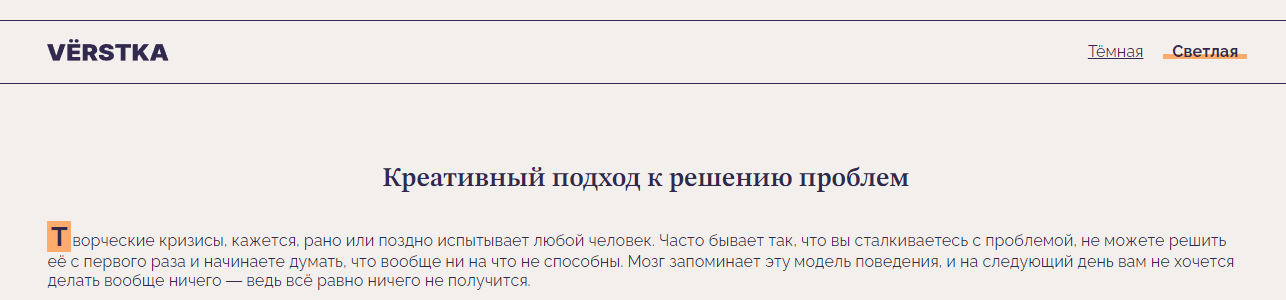 VЁRSTKA
Тёмная Светлая
Креативный подход к решению проблем
Творческие кризисы, кажется, рано или поздно испытывает любой человек. Часто бывает так, что вы сталкиваетесь с проблемой, не можете решить
её с первого раза и начинаете думать, что вообще ни на что не способны. Мозг запоминает эту модель поведения, и на следующий день вам не хочется
делать вообще ничего — ведь всё равно ничего не получится.